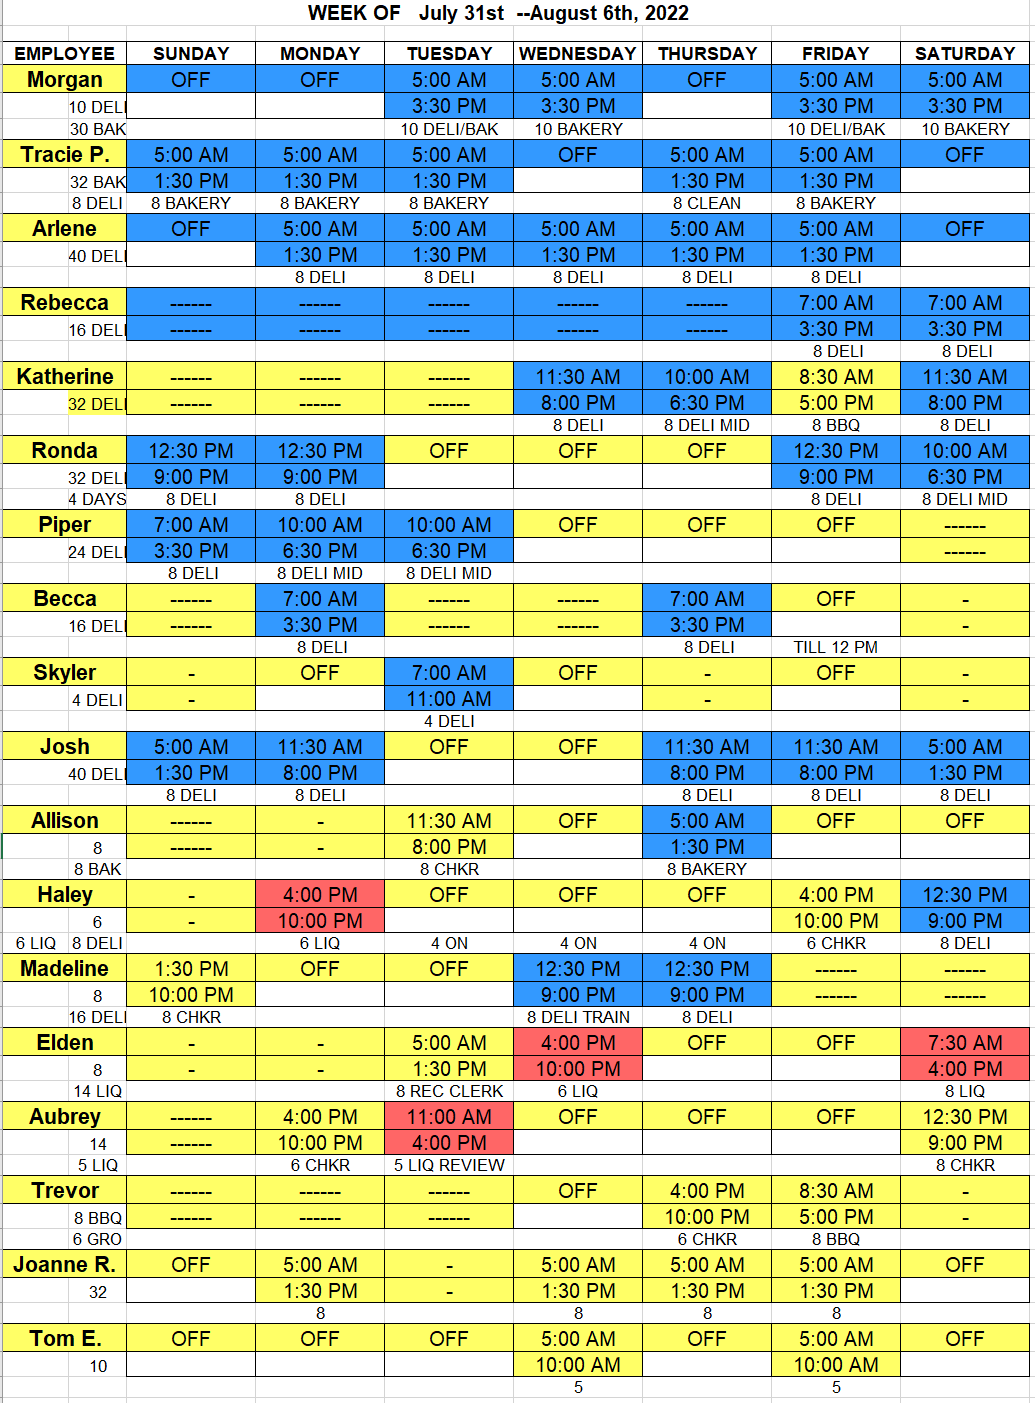 WEEK OF July 31st --August 6th, 2022
EMPLOYEE SUNDAY MONDAY TUESDAY WEDNESDAY THURSDAY FRIDAY SATURDAY
Morgan OFF OFF 5:00 AM 5:00 AM OFF 5:00 AM 5:00 AM
10 DELI 3:30 PM 3:30 PM 3:30 PM 3:30 PM
30 BAK 10 DELI/BAK 10 BAKERY 10 DELI/BAK 10 BAKERY
Tracie P. 5:00 AM 5:00 AM 5:00 AM OFF 5:00 AM 5:00 AM OFF
32 BAK 1:30 PM 1:30 PM 1:30 PM 1:30 PM 1:30 PM
8 DELI 8 BAKERY 8 BAKERY 8 BAKERY 8 CLEAN 8 BAKERY
Arlene OFF 5:00 AM 5:00 AM 5:00 AM 5:00 AM 5:00 AM OFF
40 DELI 1:30 PM 1:30 PM 1:30 PM 1:30 PM 1:30 PM
8 DELI 8 DELI 8 DELI 8 DELI 8 DELI
Rebecca ------ ------ ------ ------ ------ 7:00 AM 7:00 AM
16 DELI ------ ------ ------ ------ ------ 3:30 PM 3:30 PM
8 DELI 8 DELI
Katherine ------ ------ ------ 11:30 AM 10:00 AM 8:30 AM 11:30 AM
32 DELI ------ ------ ------ 8:00 PM 6:30 PM 5:00 PM 8:00 PM
8 DELI 8 DELI MID 8 BBQ 8 DELI
Ronda 12:30 PM 12:30 PM OFF OFF OFF 12:30 PM 10:00 AM
32 DELI 9:00 PM 9:00 PM 9:00 PM 6:30 PM
4 DAYS 8 DELI 8 DELI 8 DELI 8 DELI MID
Piper 7:00 AM 10:00 AM 10:00 AM OFF OFF OFF ------
24 DELI 3:30 PM 6:30 PM 6:30 PM ------
8 DELI 8 DELI MID 8 DELI MID
Becca ------ 7:00 AM ------ ------ 7:00 AM OFF -
16 DELI ------ 3:30 PM ------ ------ 3:30 PM -
8 DELI 8 DELI TILL 12 PM
Skyler - OFF 7:00 AM OFF - OFF -
4 DELI - 11:00 AM - -
4 DELI
Josh 5:00 AM 11:30 AM OFF OFF 11:30 AM 11:30 AM 5:00 AM
40 DELI 1:30 PM 8:00 PM 8:00 PM 8:00 PM 1:30 PM
8 DELI 8 DELI 8 DELI 8 DELI 8 DELI
Allison ------ - 11:30 AM OFF 5:00 AM OFF OFF
8 ------ - 8:00 PM 1:30 PM
8 BAK 8 CHKR 8 BAKERY
Haley - 4:00 PM OFF OFF OFF 4:00 PM 12:30 PM
6 - 10:00 PM 10:00 PM 9:00 PM
6 LIQ 8 DELI 6 LIQ 4 ON 4 ON 4 ON 6 CHKR 8 DELI
Madeline 1:30 PM OFF OFF 12:30 PM 12:30 PM ------ ------
8 10:00 PM 9:00 PM 9:00 PM ------ ------
16 DELI 8 CHKR 8 DELI TRAIN 8 DELI
Elden - - 5:00 AM 4:00 PM OFF OFF 7:30 AM
8 - - 1:30 PM 10:00 PM 4:00 PM
14 LIQ 8 REC CLERK 6 LIQ 8 LIQ
Aubrey ------ 4:00 PM 11:00 AM OFF OFF OFF 12:30 PM
14 ------ 10:00 PM 4:00 PM 9:00 PM
5 LIQ 6 CHKR 5 LIQ REVIEW 8 CHKR
Trevor ------ ------ ------ OFF 4:00 PM 8:30 AM -
8 BBQ ------ ------ ------ 10:00 PM 5:00 PM -
6 GRO 6 CHKR 8 BBQ
Joanne R. OFF 5:00 AM - 5:00 AM 5:00 AM 5:00 AM OFF
32 1:30 PM - 1:30 PM 1:30 PM 1:30 PM
8 8 8 8
Tom E. OFF OFF OFF 5:00 AM OFF 5:00 AM OFF
10 10:00 AM 10:00 AM
5 5